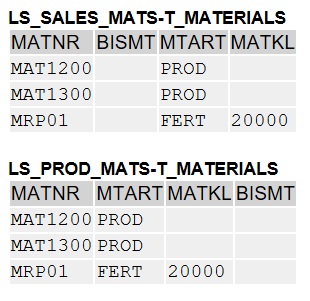 LS_SALES_MATS-T_MATERIALS
MATNR BISMT MTART MATKL
MAT1200 PROD
MAT1300 PROD
MRP01 FERT 20000
LS_PROD_MATS-T_MATERIALS
MATNR MTART MATKL BISMT
MAT1200 PROD
MAT1300 PROD
MRP01 FERT 20000